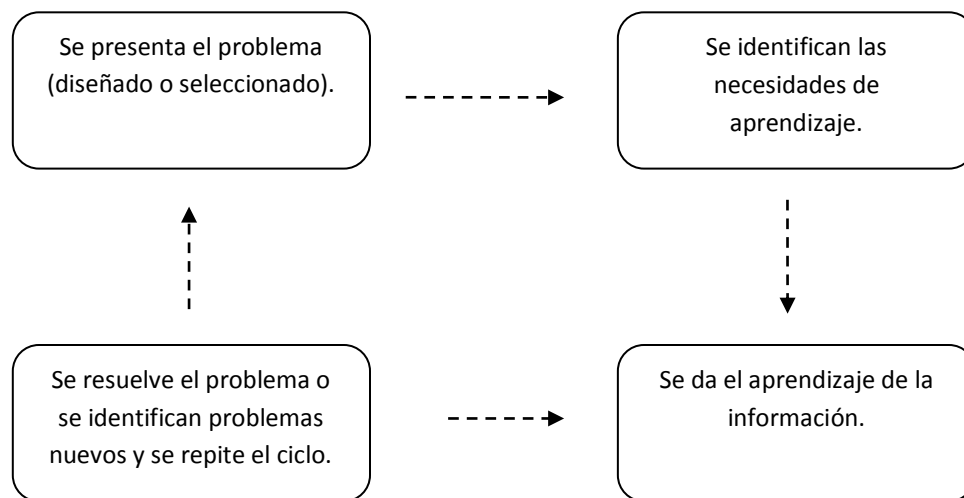 Se presenta el problema
(diseñado o seleccionado).
Se identifican las
necesidades de
aprendizaje.
Se resuelve el problema o
se identifican problemas
nuevos y se repite el ciclo.
Se da el aprendizaje de la
información.